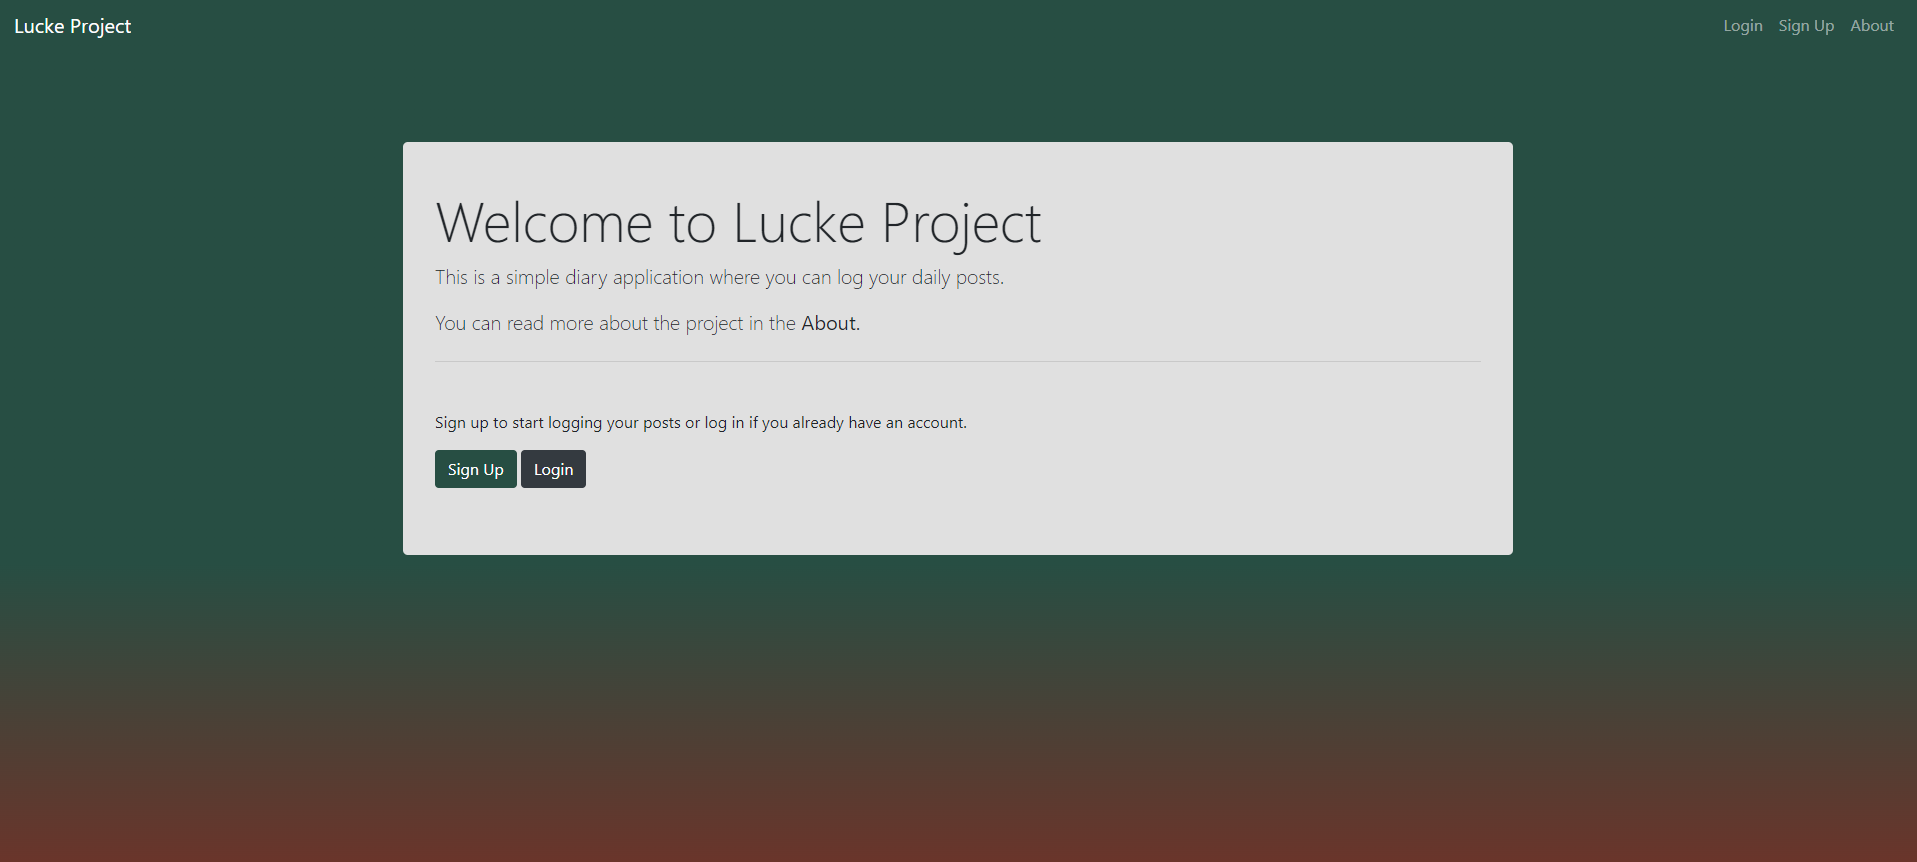 Lucke Project
Login Sign Up About
Welcome to Lucke Project
This is a simple diary application where you can log your daily posts.
You can read more about the project in the About.
Sign up to start logging your posts or log in if you already have an account.
Sign Up Login